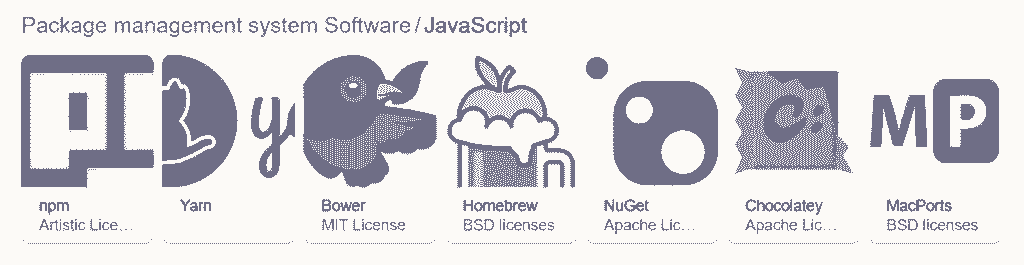 Package management system Software / JavaScript
y
C:
M P
npm
Artistic Lice...
Yarn
Bower
MIT License
Homebrew
BSD licenses
NuGet
Apache Lic...
Chocolatey
Apache Lic...
MacPorts
BSD licenses